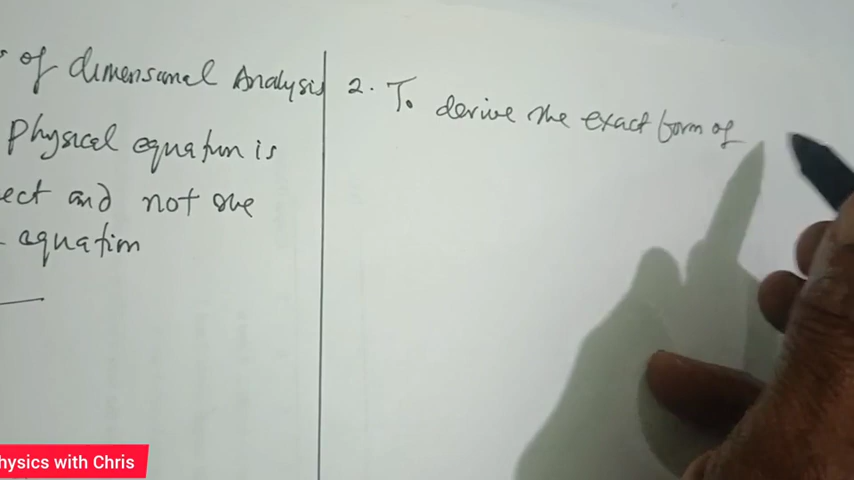 of dimensional Analysis
Physical equation is
ect and not the
equation
2. To derive the exact form of
hysics with Chris